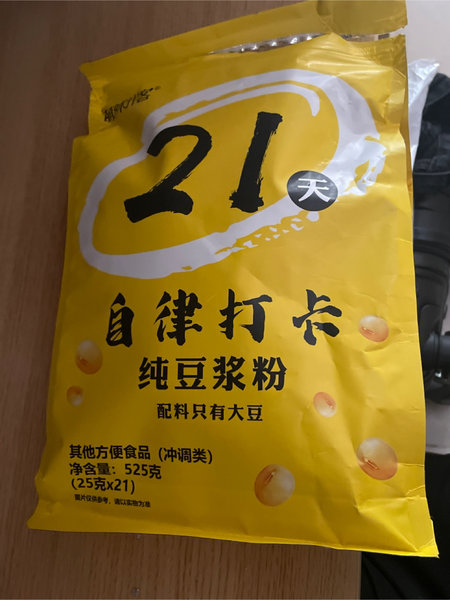 21天
自律打卡
纯豆浆粉
配料只有大豆
其他方便食品（冲调类）
净含量：525克
(25克x21)
图片仅供参考，请以实物为准